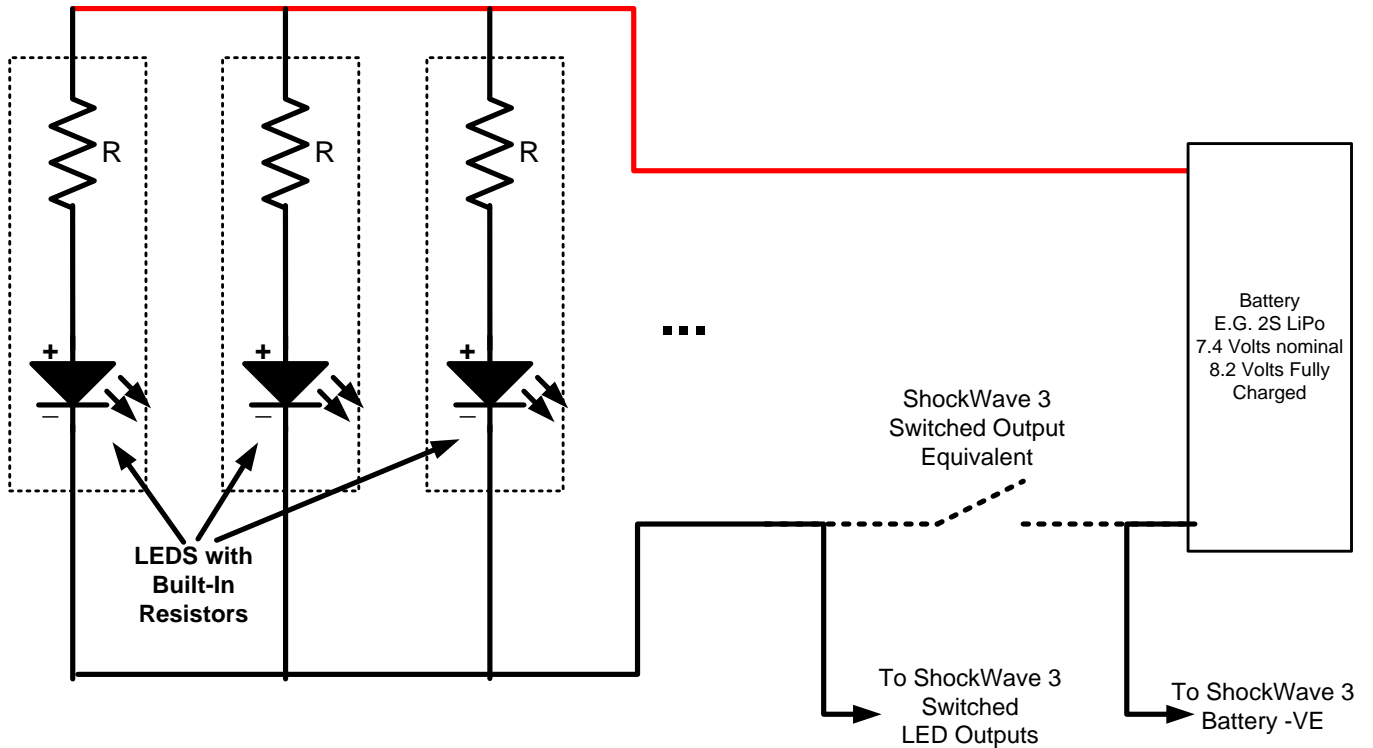 R
R
R
+
+
+
_
_
_
...
Battery
E.G. 2S LiPo
7.4 Volts nominal
8.2 Volts Fully
Charged
ShockWave 3
Switched Output
Equivalent
LEDS with
Built-In
Resistors
To ShockWave 3
Switched
LED Outputs
To ShockWave 3
Battery -VE